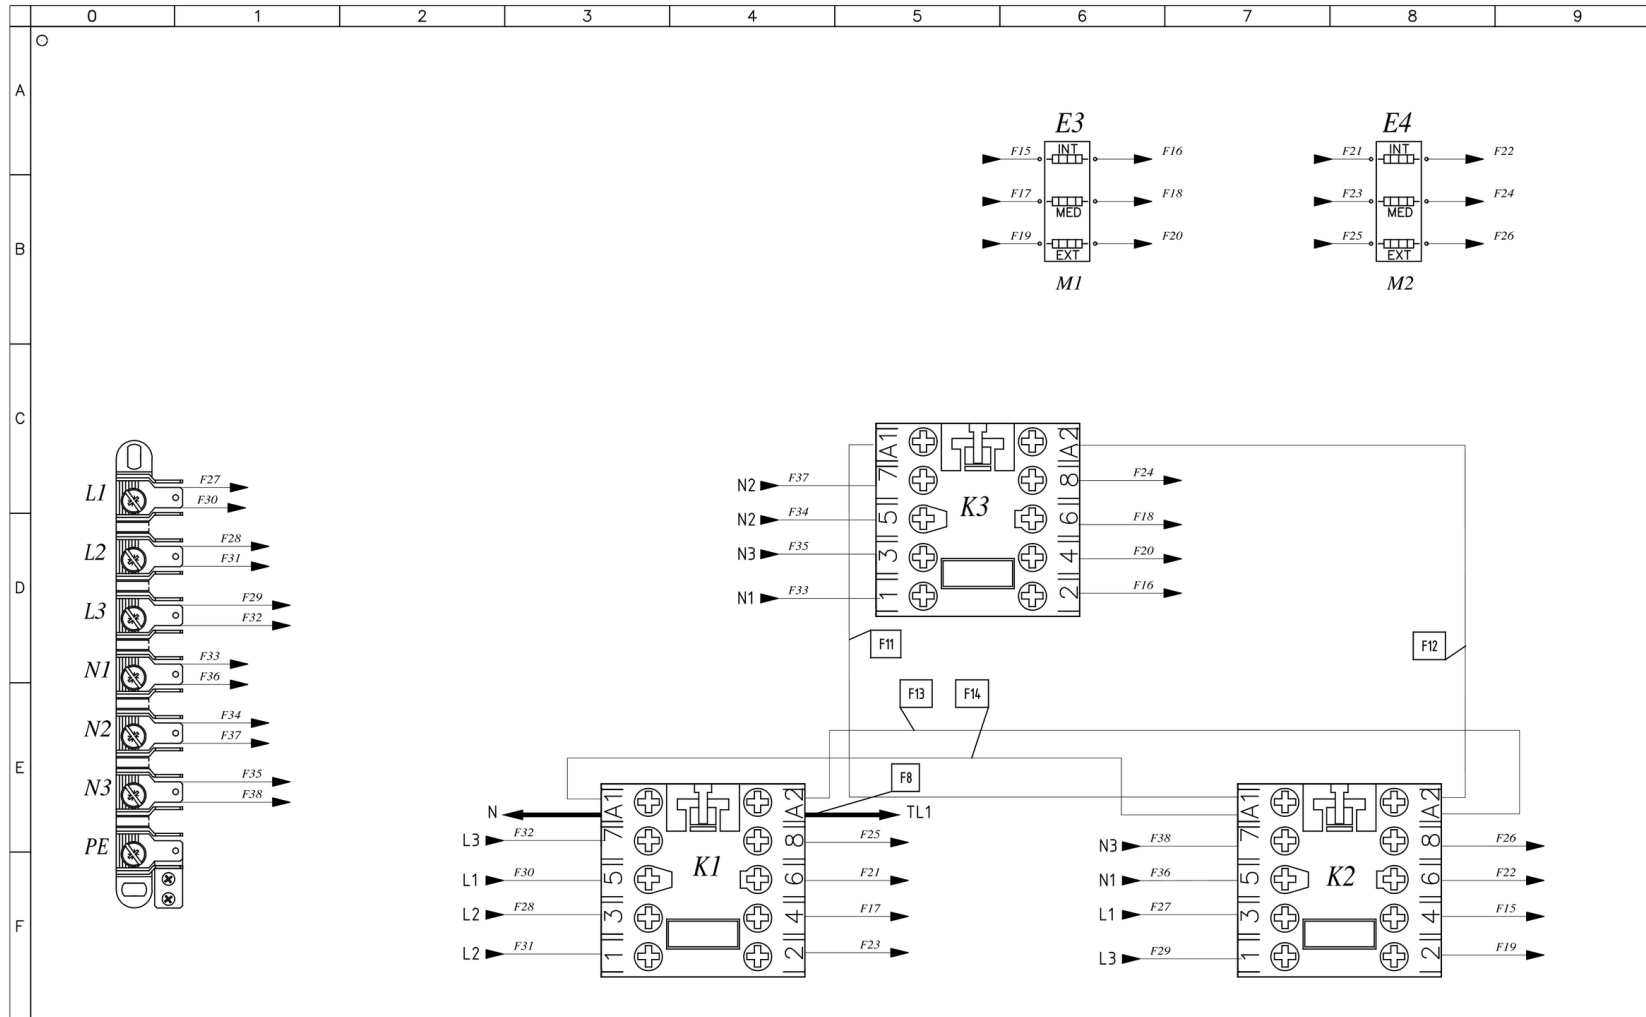 0 1 2 3 4 5 6 7 8 9
A
E3 E4
F15 INT F16 F21 INT F22
F17 F18 F23 F24
MED MED
B
F19 F20 F25 F26
EXT EXT
M1 M2
C
A1 A2
L1 F27
F30
N2 F37 7 8 F24
K3
N2 F34 5 6 F18
L2 F28
F31
N3 F35 3 4 F20
D
N1 F33 1 2 F16
L3 F29
F32
F11 F12
N1 F33
F36
F13 F14
N2 F34
F37
E
F8
N3 F35
F38
A1 A2 A1 A2
N TL1
L3 F32 7 8 F25 N3 F38 7 8 F26
PE
K1 K2
L1 F30 5 6 F21 N1 F36 5 6 F22
F
L2 F28 3 4 F17 L1 F27 3 4 F15
L2 F31 1 2 F23 L3 F29 1 2 F19